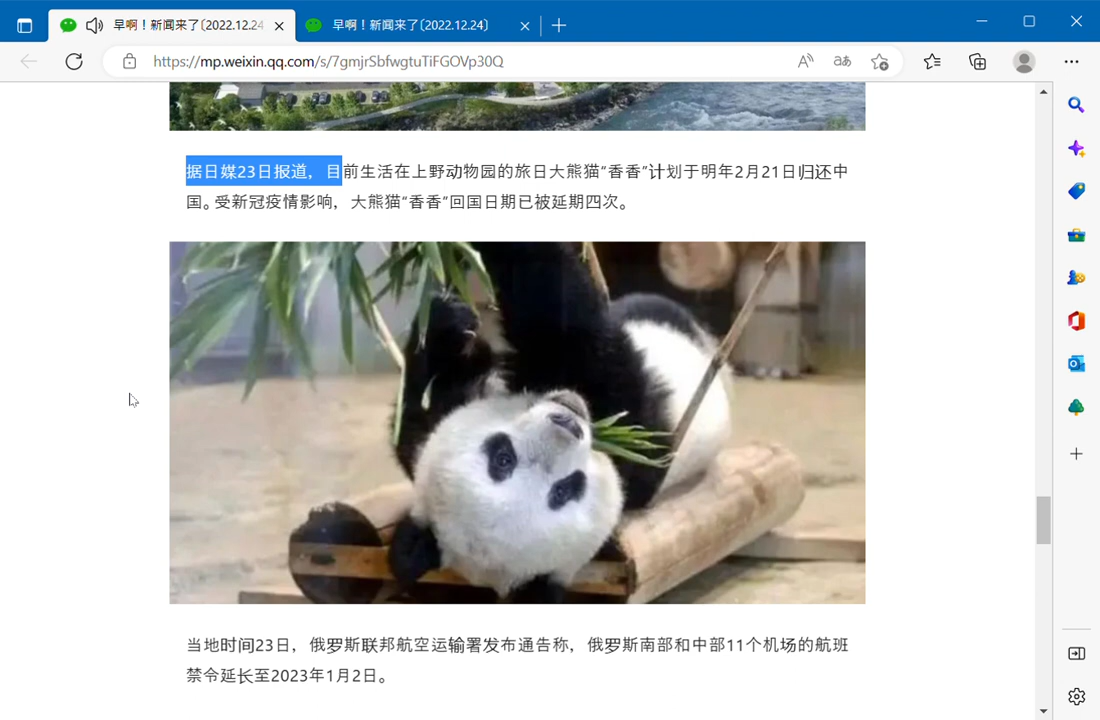 早啊！新闻来了〔2022.12.24
早啊！新闻来了〔2022.12.24〕
https://mp.weixin.qq.com/s/7gmjrSbfwgtuTiFGOVp30Q
据日媒23日报道，目前生活在上野动物园的旅日大熊猫“香香”计划于明年2月21日归还中
国。受新冠疫情影响，大熊猫“香香”回国日期已被延期四次。
当地时间23日，俄罗斯联邦航空运输署发布通告称，俄罗斯南部和中部11个机场的航班
禁令延长至2023年1月2日。